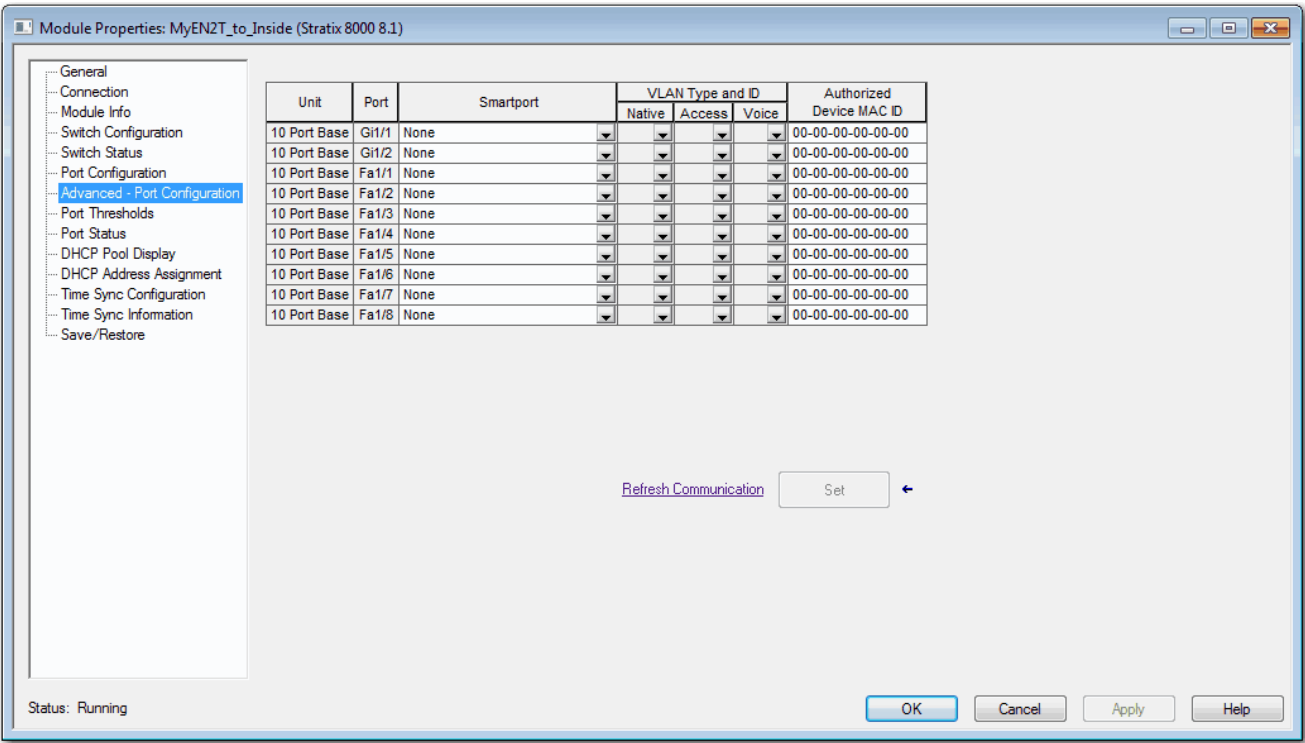 Module Properties: MyEN2T_to_Inside (Stratix 8000 8.1)
General
Connection
Module Info
Switch Configuration
Switch Status
Port Configuration
Advanced - Port Configuration
Port Thresholds
Port Status
DHCP Pool Display
DHCP Address Assignment
Time Sync Configuration
Time Sync Information
Save/Restore
Unit Port Smartport VLAN Type and ID Authorized Device MAC ID
Native Access Voice
10 Port Base Gi1/1 None 00-00-00-00-00-00
10 Port Base Gi1/2 None 00-00-00-00-00-00
10 Port Base Fa1/1 None 00-00-00-00-00-00
10 Port Base Fa1/2 None 00-00-00-00-00-00
10 Port Base Fa1/3 None 00-00-00-00-00-00
10 Port Base Fa1/4 None 00-00-00-00-00-00
10 Port Base Fa1/5 None 00-00-00-00-00-00
10 Port Base Fa1/6 None 00-00-00-00-00-00
10 Port Base Fa1/7 None 00-00-00-00-00-00
10 Port Base Fa1/8 None 00-00-00-00-00-00
Refresh Communication Set
Status: Running OK Cancel Apply Help